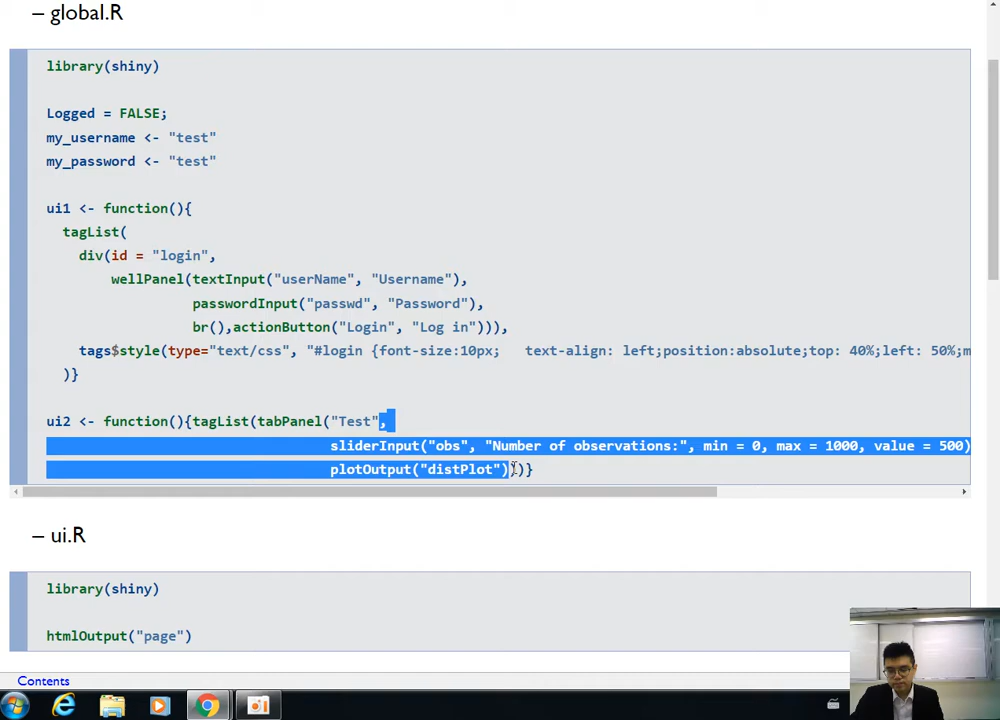 – global.R
library(shiny)
Logged = FALSE;
my_username <- "test"
my_password <- "test"
ui1 <- function(){
tagList(
div(id = "login",
wellPanel(textInput("userName", "Username"),
passwordInput("passwd", "Password"),
br(),actionButton("Login", "Log in"))),
tags$style(type="text/css", "#login {font-size:10px;   text-align: left;position:absolute;top: 40%;left: 50%;m
)}
ui2 <- function(){tagList(tabPanel("Test",
sliderInput("obs", "Number of observations:", min = 0, max = 1000, value = 500)
plotOutput("distPlot")))}
– ui.R
library(shiny)
htmlOutput("page")
Contents